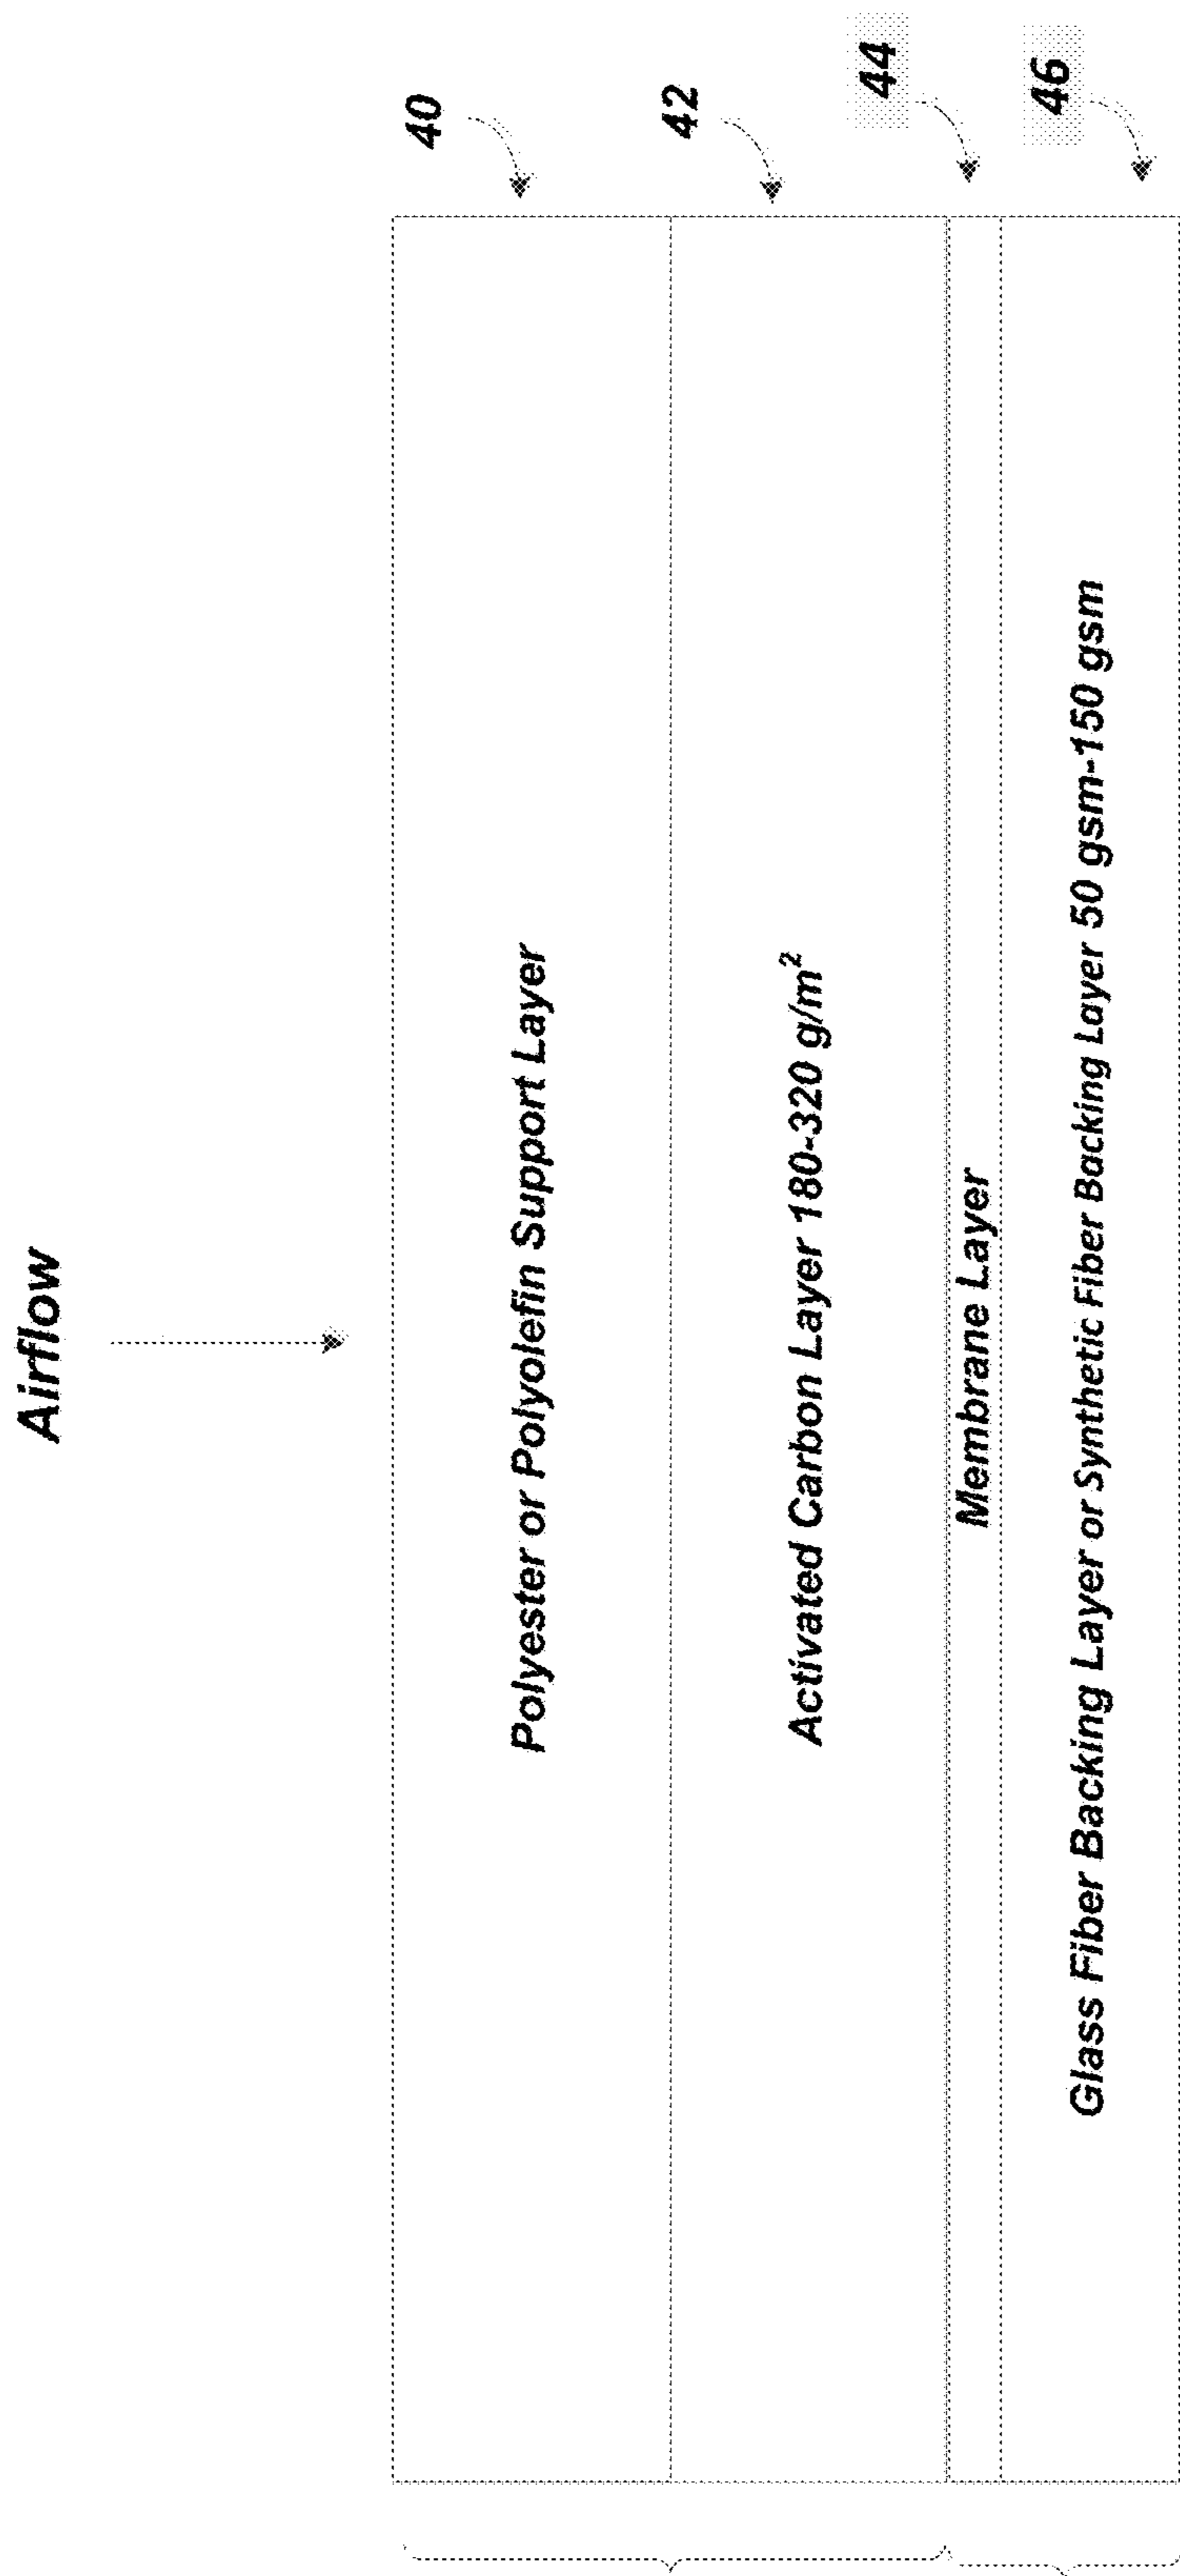 Airflow
40
Polyester or Polyolefin Support Layer
42
Activated Carbon Layer 180-320 g/m²
44
Membrane Layer
46
Glass Fiber Backing Layer or Synthetic Fiber Backing Layer 50 gsm-150 gsm